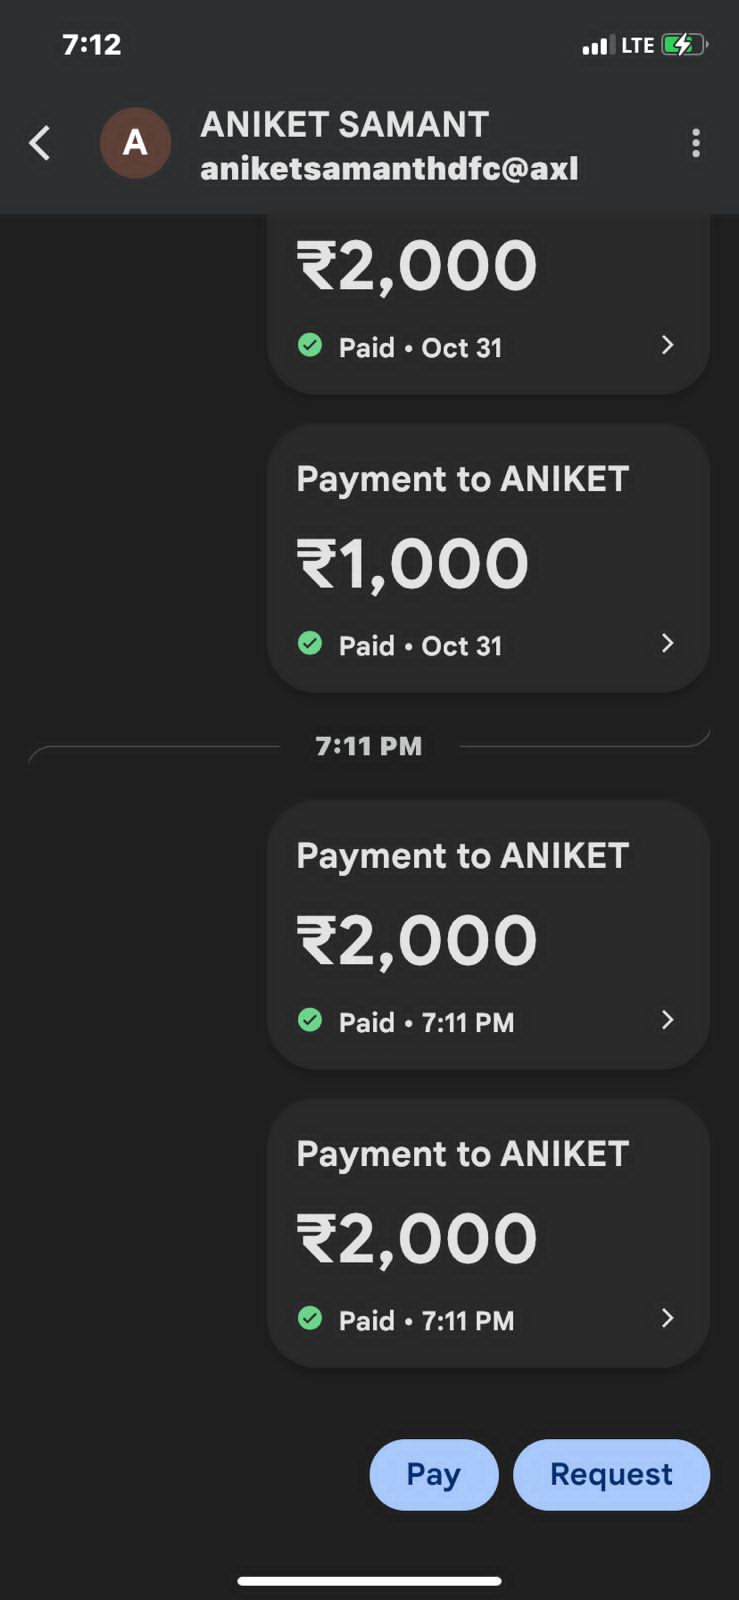 7:12
LTE
A
ANIKET SAMANT
aniketsamanthdfc@axl
₹2,000
Paid • Oct 31
Payment to ANIKET
₹1,000
Paid • Oct 31
7:11 PM
Payment to ANIKET
₹2,000
Paid • 7:11 PM
Payment to ANIKET
₹2,000
Paid • 7:11 PM
Pay
Request